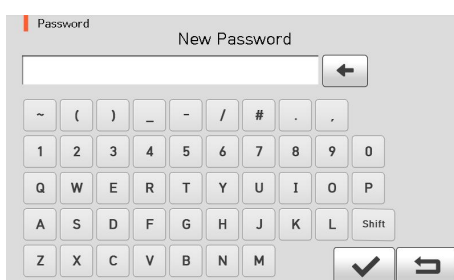 Password
New Password
~ ( ) _ - / # . ,
1 2 3 4 5 6 7 8 9 0
Q W E R T Y U I O P
A S D F G H J K L Shift
Z X C V B N M